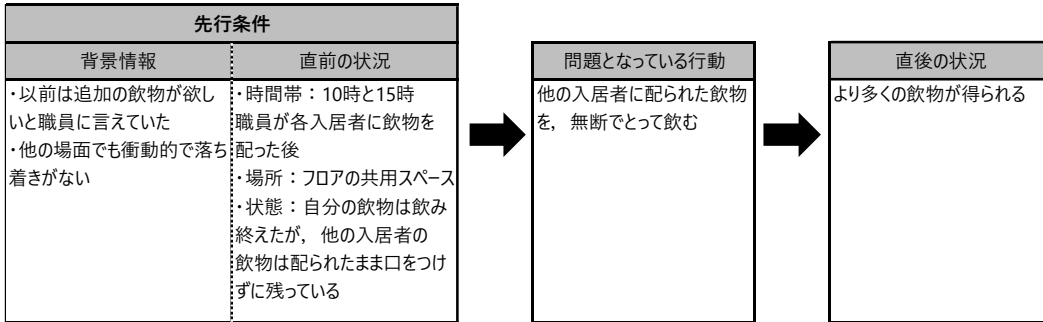 先行条件
背景情報
直前の状況
問題となっている行動
直後の状況
・以前は追加の飲物が欲し
いと職員に言えていた
・他の場面でも衝動的で落ち
着きがない
・時間帯：10時と15時
職員が各入居者に飲物を
配った後
・場所：フロアの共用スペース
・状態：自分の飲物は飲み
終えたが，他の入居者の
飲物は配られたまま口をつけ
ずに残っている
他の入居者に配られた飲物
を，無断でとって飲む
より多くの飲物が得られる